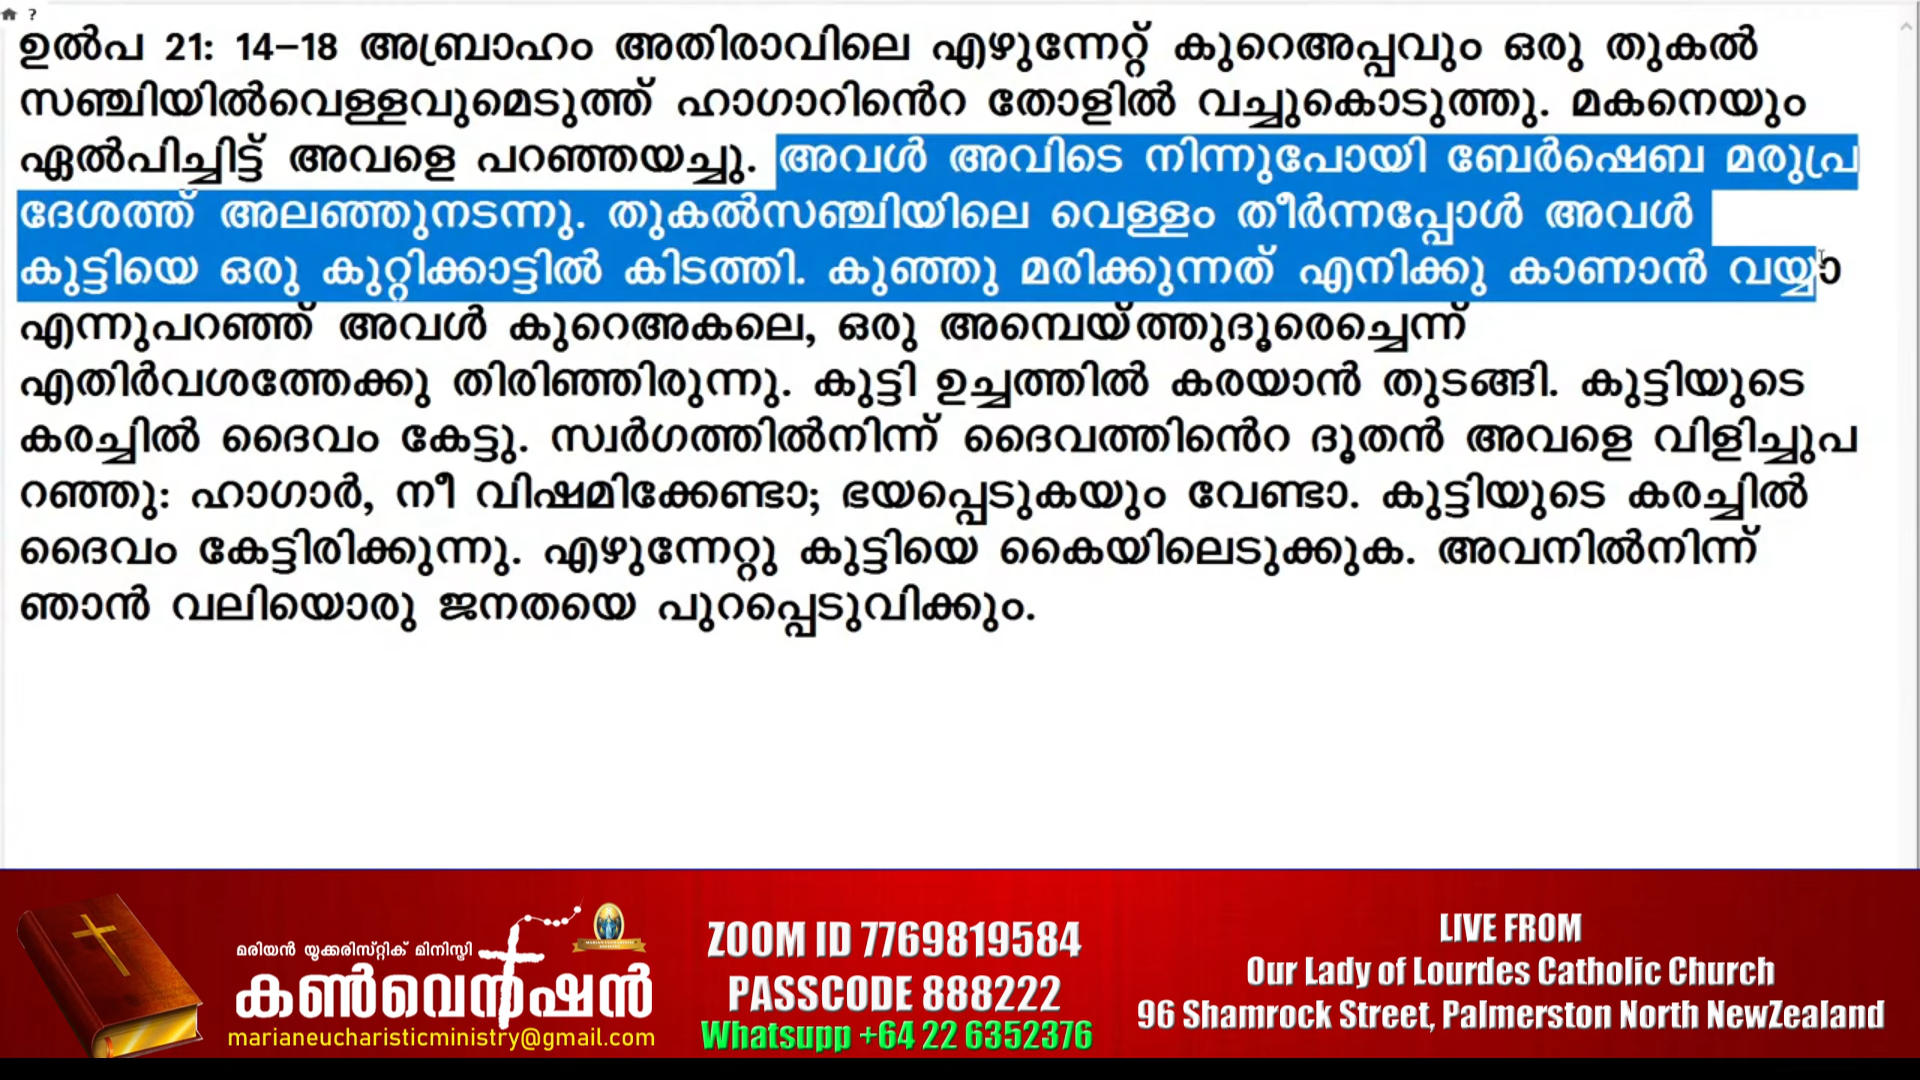 ?
ഉൽപ 21: 14–18 അബ്രാഹം അതിരാവിലെ എഴുന്നേറ്റ് കുറെഅപ്പവും ഒരു തുകൽ
സഞ്ചിയിൽവെള്ളവുമെടുത്ത് ഹാഗാറിൻെറ തോളിൽ വച്ചുകൊടുത്തു. മകനെയും
ഏൽപിച്ചിട്ട് അവളെ പറഞ്ഞയച്ചു. അവൾ അവിടെ നിന്നുപോയി ബേർഷെബ മരുപ്ര
ദേശത്ത് അലഞ്ഞുനടന്നു. തുകൽസഞ്ചിയിലെ വെള്ളം തീർന്നപ്പോൾ അവൾ
കുട്ടിയെ ഒരു കുറ്റിക്കാട്ടിൽ കിടത്തി. കുഞ്ഞു മരിക്കുന്നത് എനിക്കു കാണാൻ വയ്യാ
എന്നുപറഞ്ഞ് അവൾ കുറെഅകലെ, ഒരു അമ്പെയ്ത്തുദൂരെച്ചെന്ന്
എതിർവശത്തേക്കു തിരിഞ്ഞിരുന്നു. കുട്ടി ഉച്ചത്തിൽ കരയാൻ തുടങ്ങി. കുട്ടിയുടെ
കരച്ചിൽ ദൈവം കേട്ടു. സ്വർഗത്തിൽനിന്ന് ദൈവത്തിൻെറ ദൂതൻ അവളെ വിളിച്ചുപ
റഞ്ഞു: ഹാഗാർ, നീ വിഷമിക്കേണ്ടാ; ഭയപ്പെടുകയും വേണ്ടാ. കുട്ടിയുടെ കരച്ചിൽ
ദൈവം കേട്ടിരിക്കുന്നു. എഴുന്നേറ്റു കുട്ടിയെ കൈയിലെടുക്കുക. അവനിൽനിന്ന്
ഞാൻ വലിയൊരു ജനതയെ പുറപ്പെടുവിക്കും.
മരിയൻ യൂക്കരിസ്റ്റിക് മിനിസ്ട്രി
കൺവെൻഷൻ
marianeucharisticministry@gmail.com
ZOOM ID 7769819584
PASSCODE 888222
Whatsupp +64 22 6352376
LIVE FROM
Our Lady of Lourdes Catholic Church
96 Shamrock Street, Palmerston North NewZealand